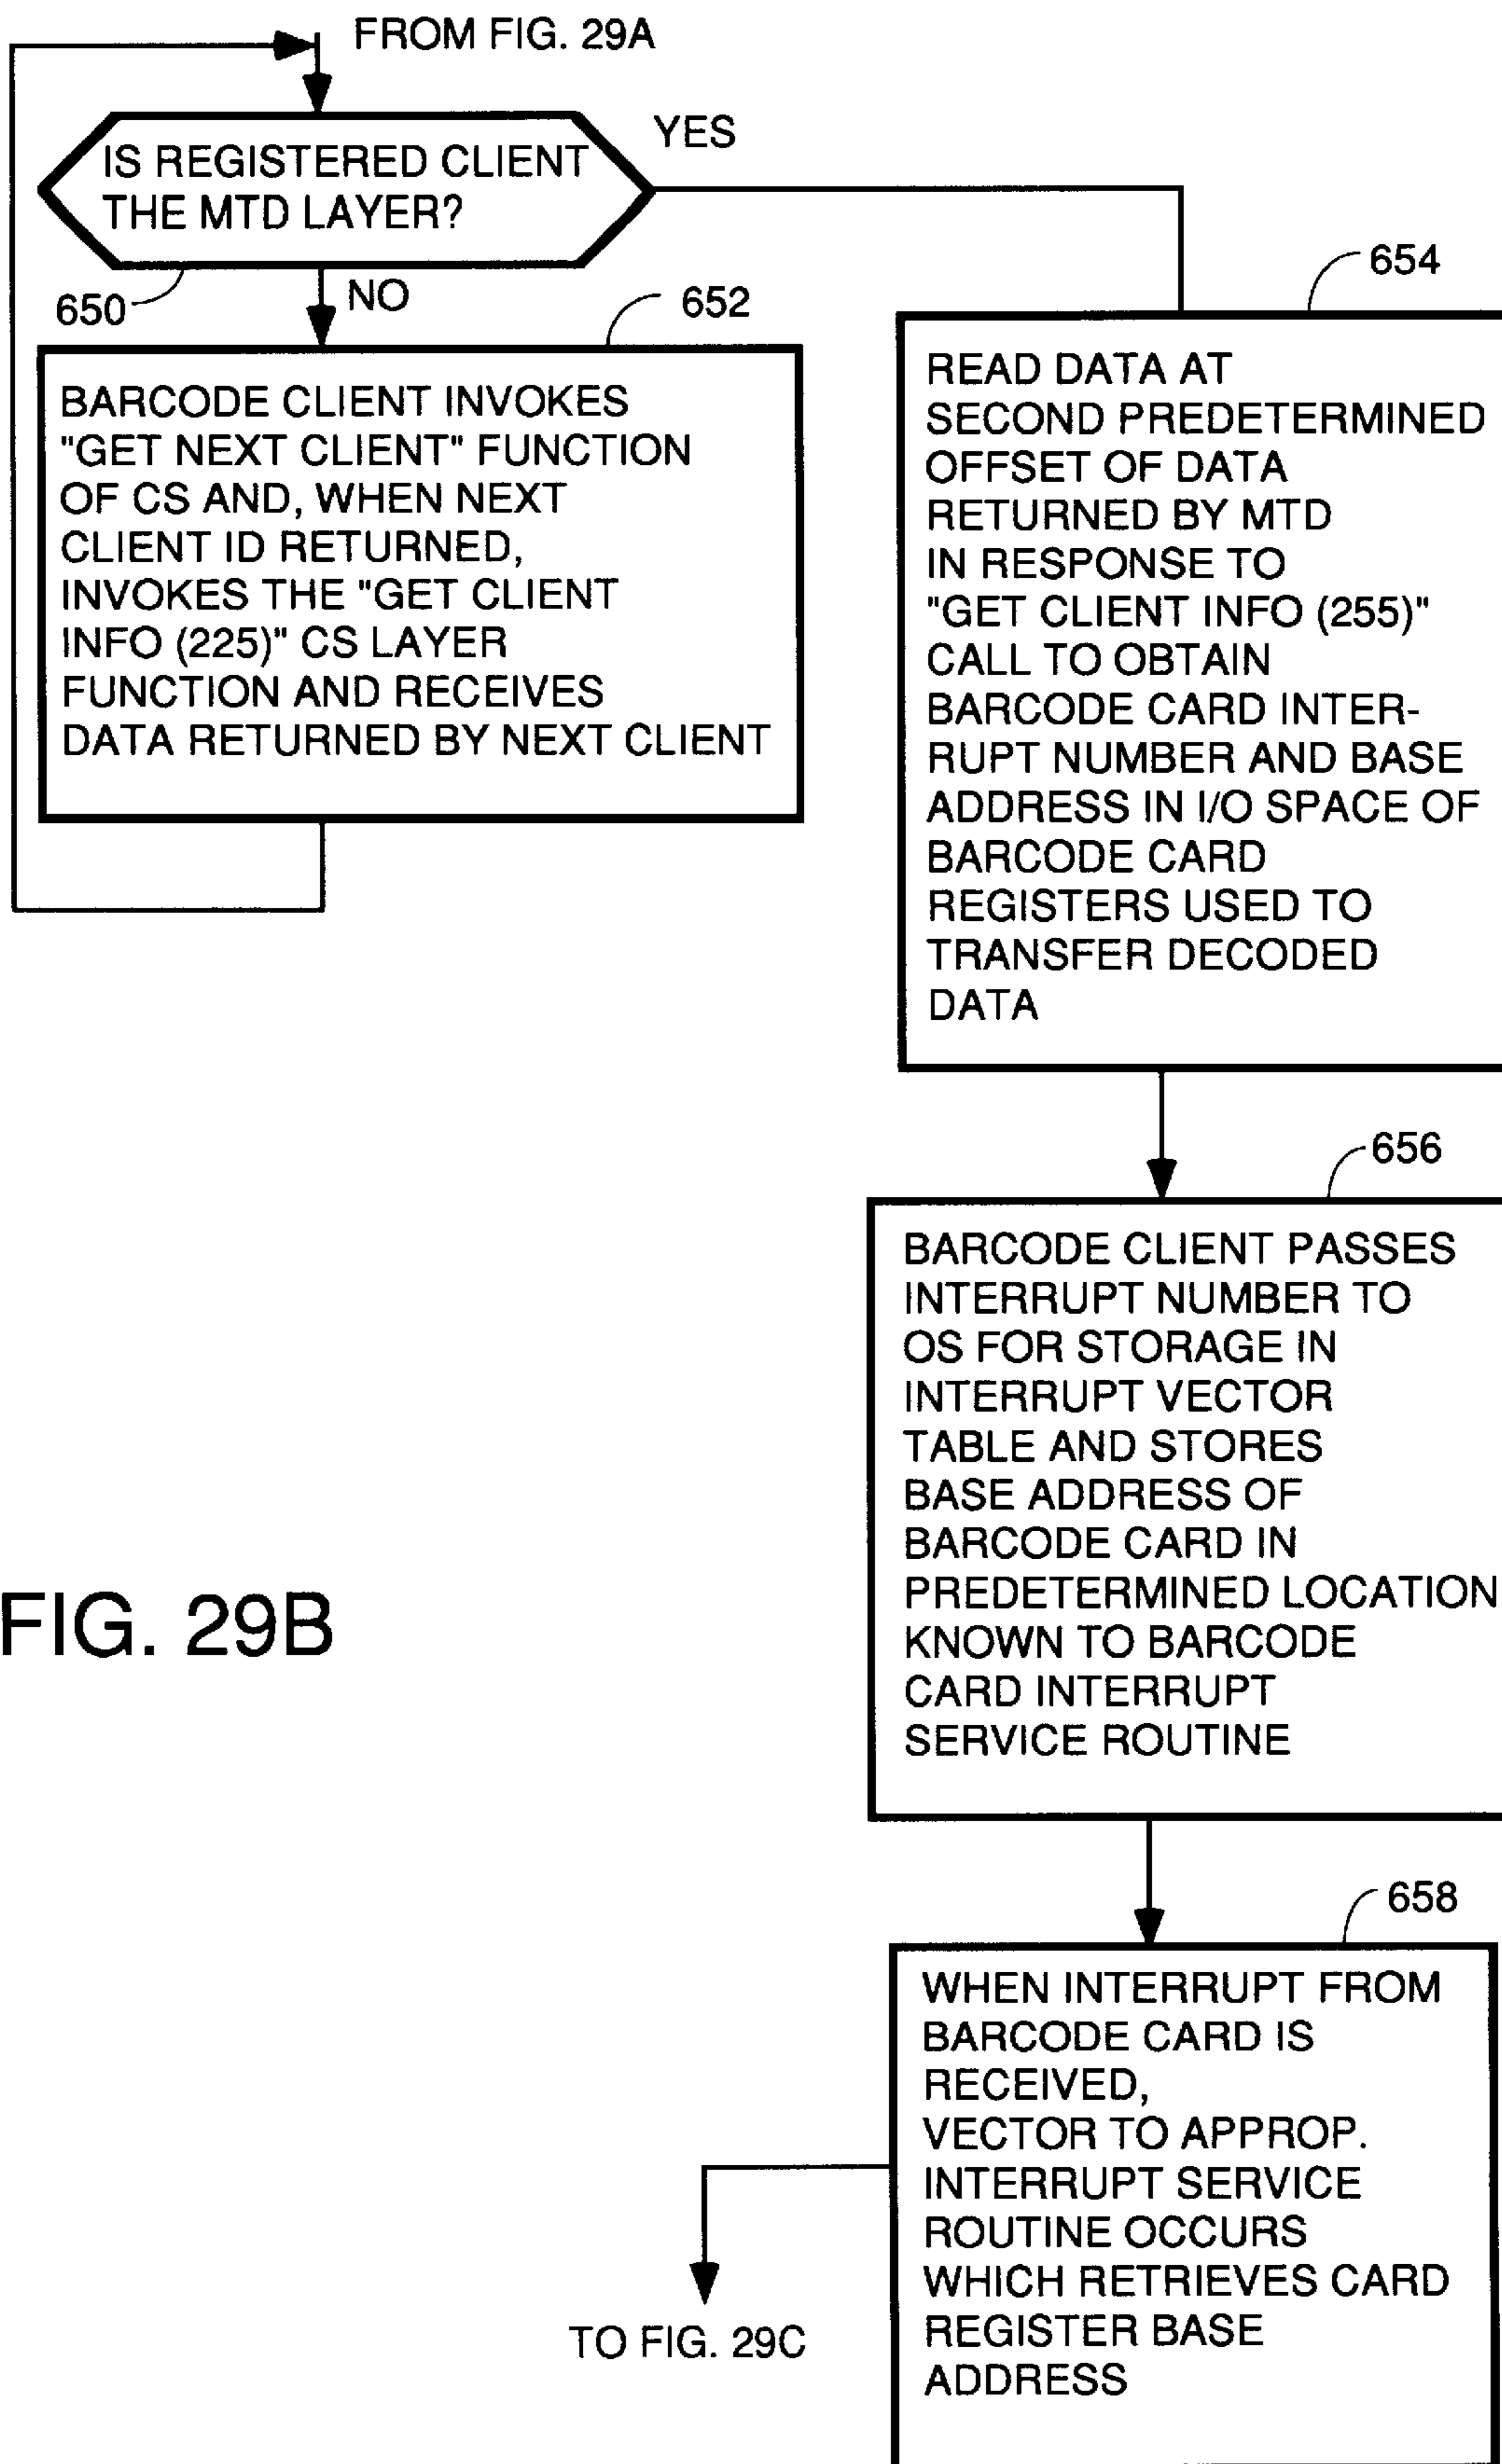 FROM FIG. 29A
IS REGISTERED CLIENT
THE MTD LAYER?
YES
650
NO
652
BARCODE CLIENT INVOKES
"GET NEXT CLIENT" FUNCTION
OF CS AND, WHEN NEXT
CLIENT ID RETURNED,
INVOKES THE "GET CLIENT
INFO (225)" CS LAYER
FUNCTION AND RECEIVES
DATA RETURNED BY NEXT CLIENT
654
READ DATA AT
SECOND PREDETERMINED
OFFSET OF DATA
RETURNED BY MTD
IN RESPONSE TO
"GET CLIENT INFO (255)"
CALL TO OBTAIN
BARCODE CARD INTER-
RUPT NUMBER AND BASE
ADDRESS IN I/O SPACE OF
BARCODE CARD
REGISTERS USED TO
TRANSFER DECODED
DATA
656
BARCODE CLIENT PASSES
INTERRUPT NUMBER TO
OS FOR STORAGE IN
INTERRUPT VECTOR
TABLE AND STORES
BASE ADDRESS OF
BARCODE CARD IN
PREDETERMINED LOCATION
KNOWN TO BARCODE
CARD INTERRUPT
SERVICE ROUTINE
FIG. 29B
658
WHEN INTERRUPT FROM
BARCODE CARD IS
RECEIVED,
VECTOR TO APPROP.
INTERRUPT SERVICE
ROUTINE OCCURS
WHICH RETRIEVES CARD
REGISTER BASE
ADDRESS
TO FIG. 29C